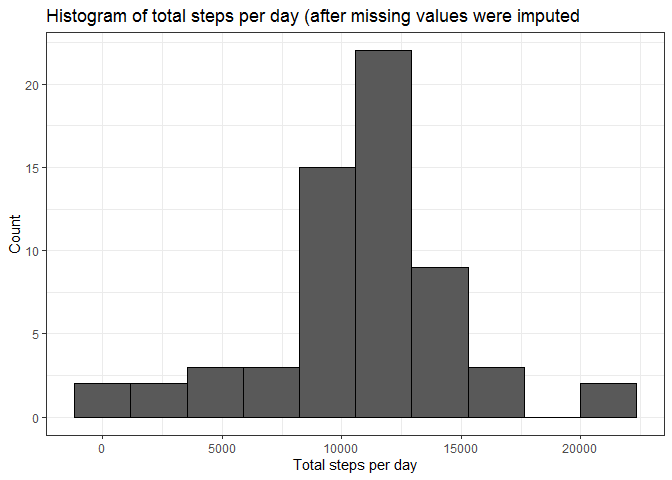 Histogram of total steps per day (after missing values were imputed
20
15
10
5
0
0 5000 10000 15000 20000
Count
Total steps per day